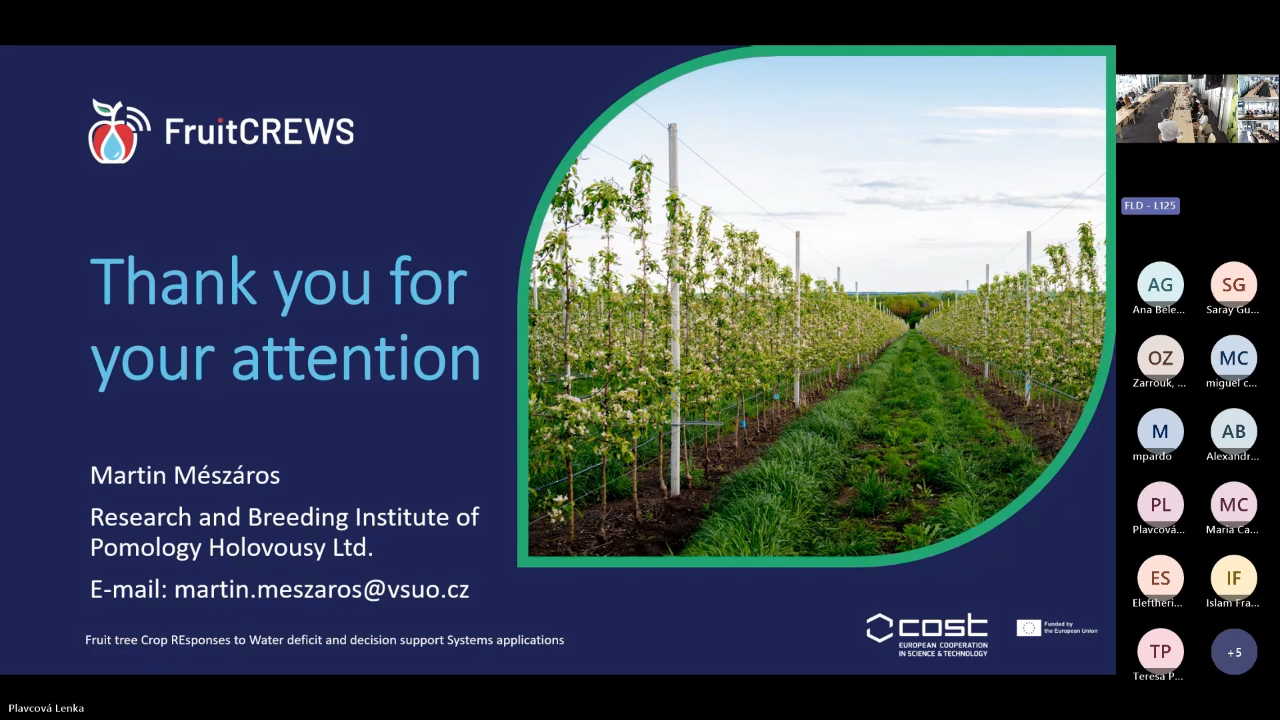 FruitCREWS
Thank you for
your attention
Martin Mészáros
Research and Breeding Institute of
Pomology Holovousy Ltd.
E-mail: martin.meszaros@vsuo.cz
Fruit tree Crop REsponses to Water deficit and decision support Systems applications
cost
EUROPEAN COOPERATION
IN SCIENCE & TECHNOLOGY
Funded by
the European Union
FLD - L125
AG
Ana Bele...
SG
Saray Gu...
OZ
Zarrouk, ...
MC
miguel c...
M
mpardo
AB
Alexandr...
PL
Plavcová...
MC
Maria Ca...
ES
Eleftheri...
IF
Islam Fra...
TP
Teresa P...
+5
Plavcová Lenka